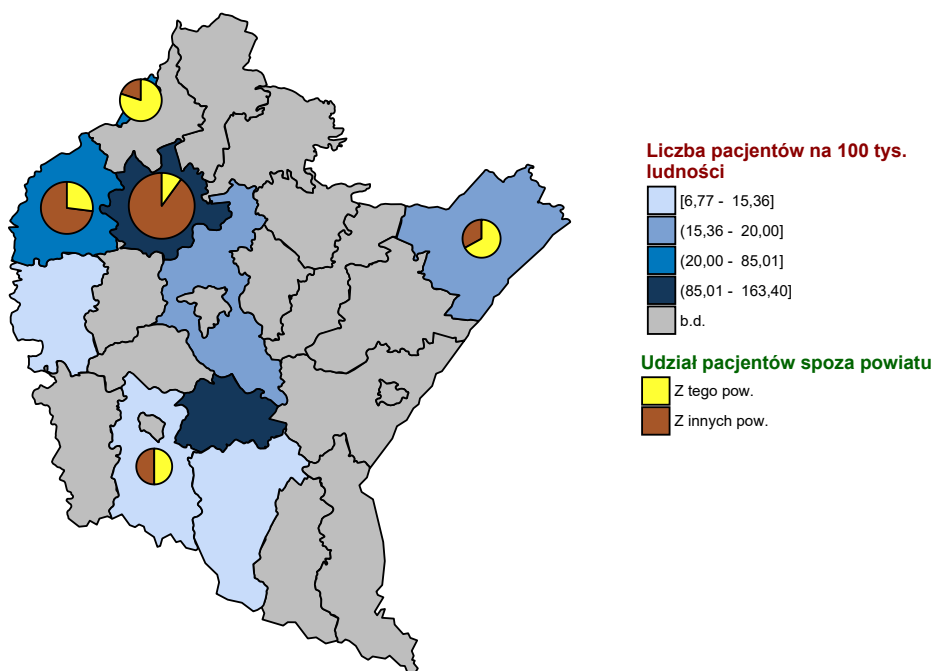 Liczba pacjentów na 100 tys.
ludności
[6,77 - 15,36]
(15,36 - 20,00]
(20,00 - 85,01]
(85,01 - 163,40]
b.d.
Udział pacjentów spoza powiatu
Z tego pow.
Z innych pow.